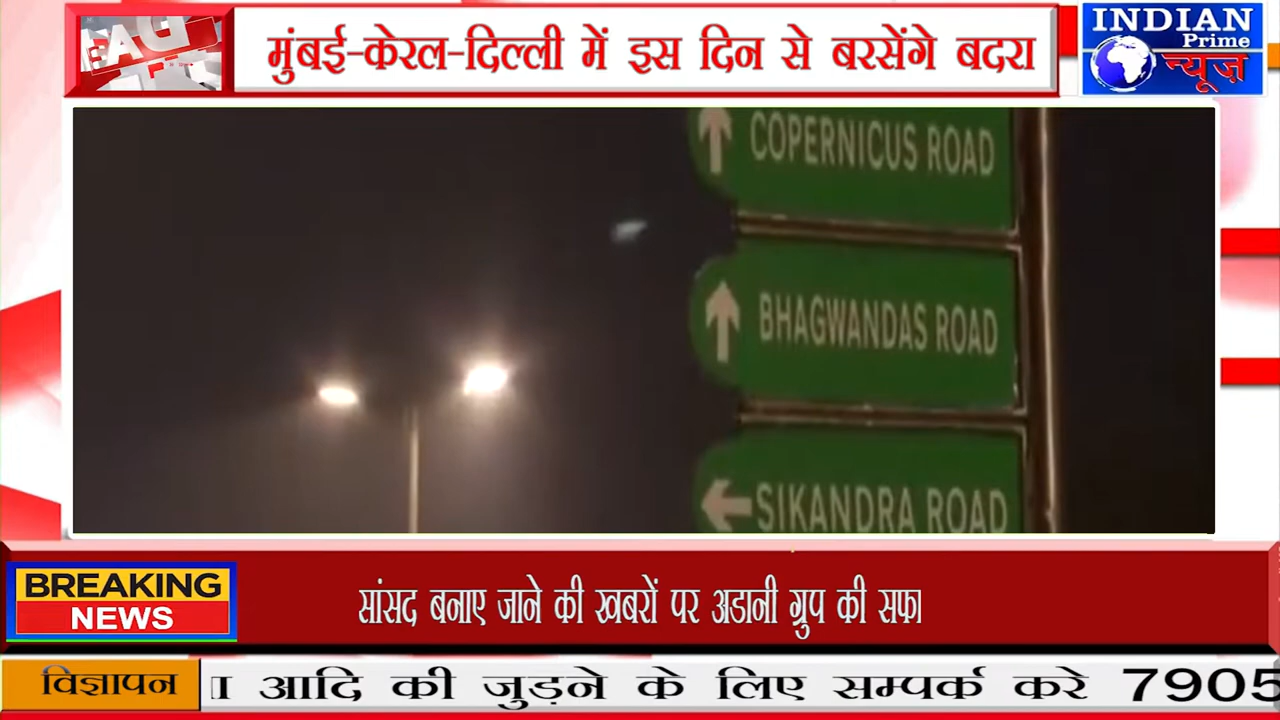 मुंबई-केरल-दिल्ली में इस दिन से बरसेंगे बदरा
INDIAN
Prime
न्यूज़
COPERNICUS ROAD
BHAGWANDAS ROAD
SIKANDRA ROAD
BREAKING
NEWS
सांसद बनाए जाने की खबरों पर अडानी ग्रुप की सफा
विज्ञापन
आदि की जुड़ने के लिए सम्पर्क करे 7905